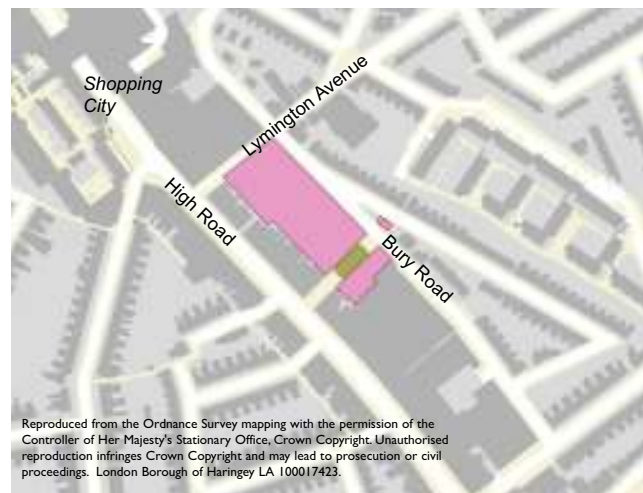 Shopping
City
Lymington Avenue
High Road
Bury Road
Reproduced from the Ordnance Survey mapping with the permission of the
Controller of Her Majesty's Stationary Office, Crown Copyright. Unauthorised
reproduction infringes Crown Copyright and may lead to prosecution or civil
proceedings. London Borough of Haringey LA 100017423.